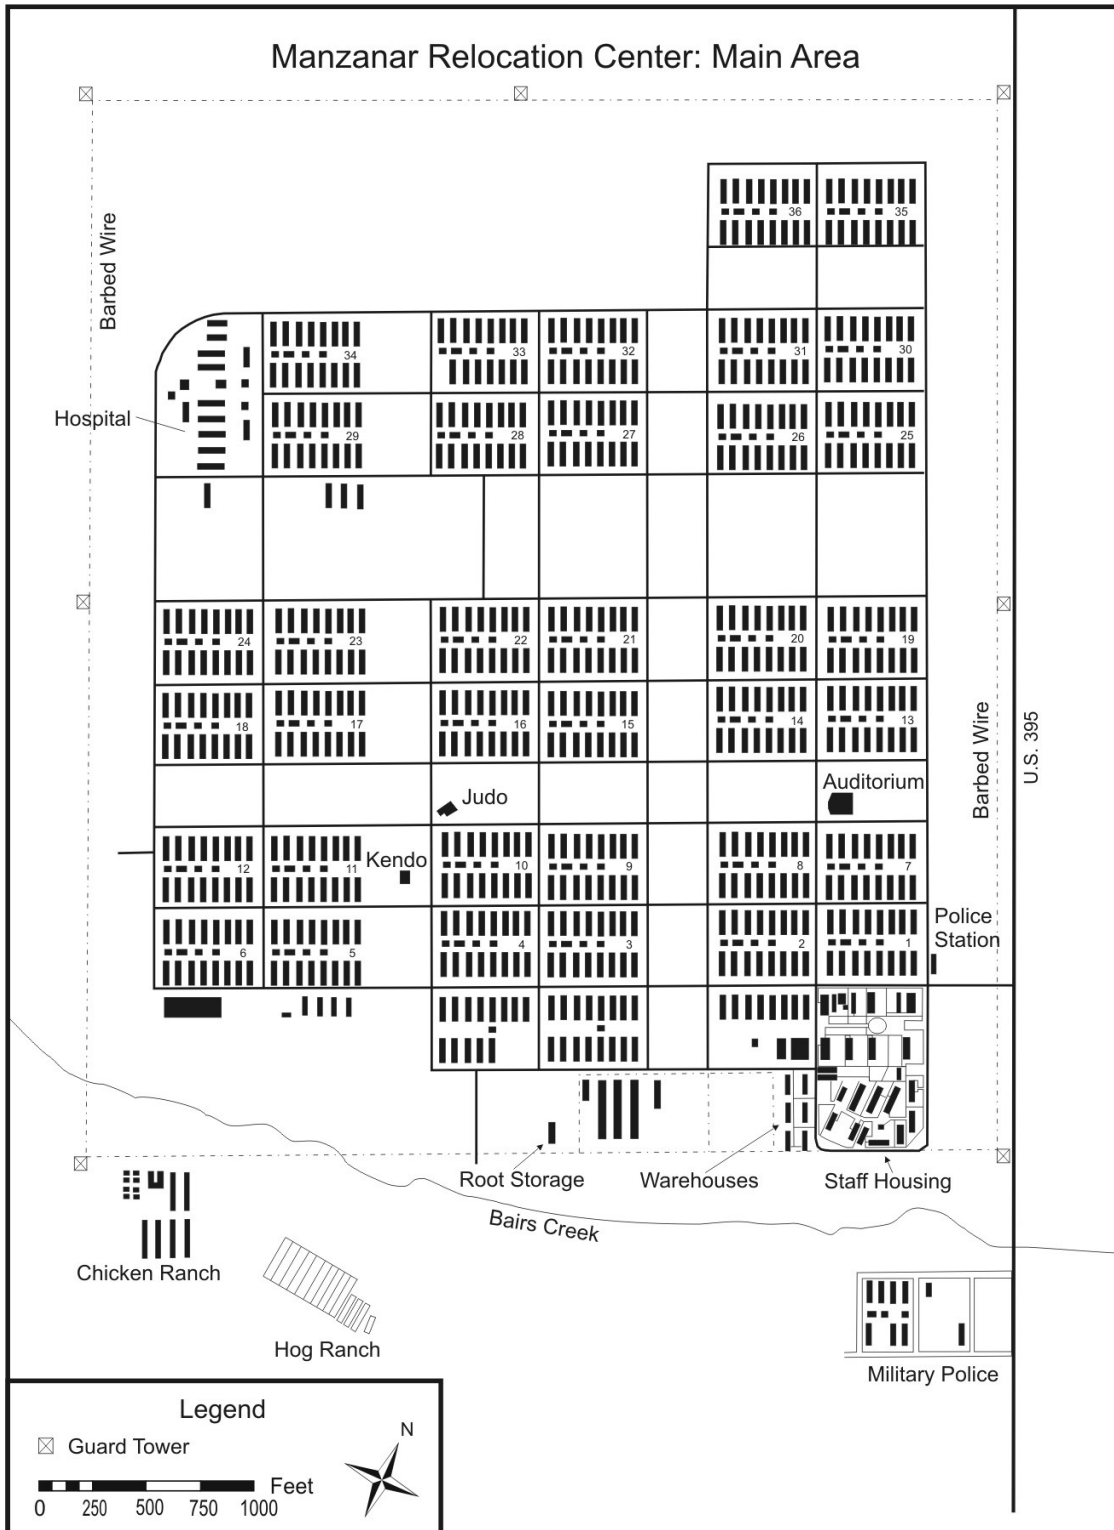 Manzanar Relocation Center: Main Area
Barbed Wire
36
35
34
33
32
31
30
Hospital
29
28
27
26
25
24
23
22
21
20
19
18
17
16
15
14
13
Barbed Wire
U.S. 395
Judo
Auditorium
Kendo
12
11
10
9
8
7
Police
Station
6
5
4
3
2
1
Root Storage
Warehouses
Staff Housing
Bairs Creek
Chicken Ranch
Hog Ranch
Military Police
Legend
Guard Tower
N
Feet
0 250 500 750 1000